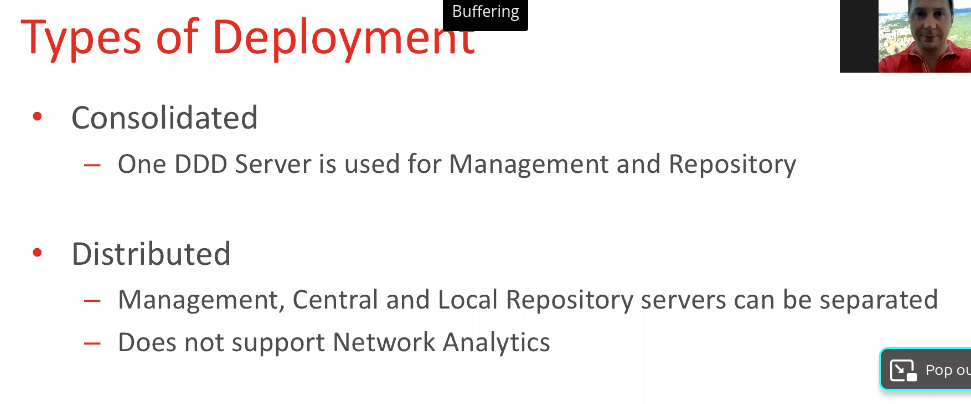 Buffering
Types of Deployment
• Consolidated
– One DDD Server is used for Management and Repository
• Distributed
– Management, Central and Local Repository servers can be separated
– Does not support Network Analytics
Pop ou